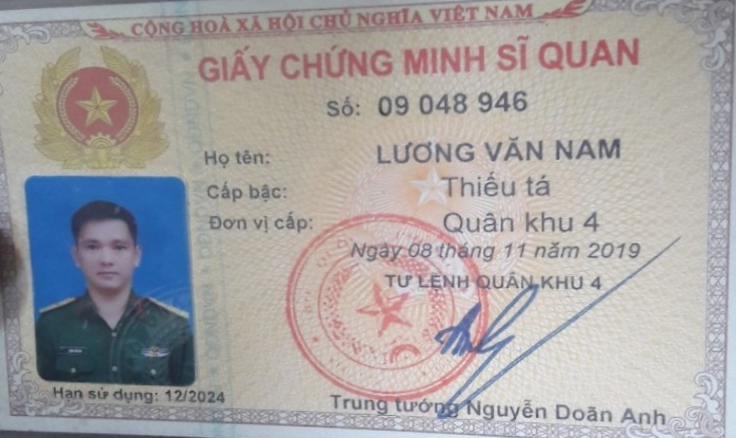 CỘNG HOÀ XÃ HỘI CHỦ NGHĨA VIỆT NAM
GIẤY CHỨNG MINH SĨ QUAN
Số: 09 048 946
Họ tên: LƯƠNG VĂN NAM
Cấp bậc: Thiếu tá
Đơn vị cấp: Quân khu 4
Ngày 08 tháng 11 năm 2019
TƯ LỆNH QUÂN KHU 4
Hạn sử dụng: 12/2024
Trung tướng Nguyễn Doãn Anh